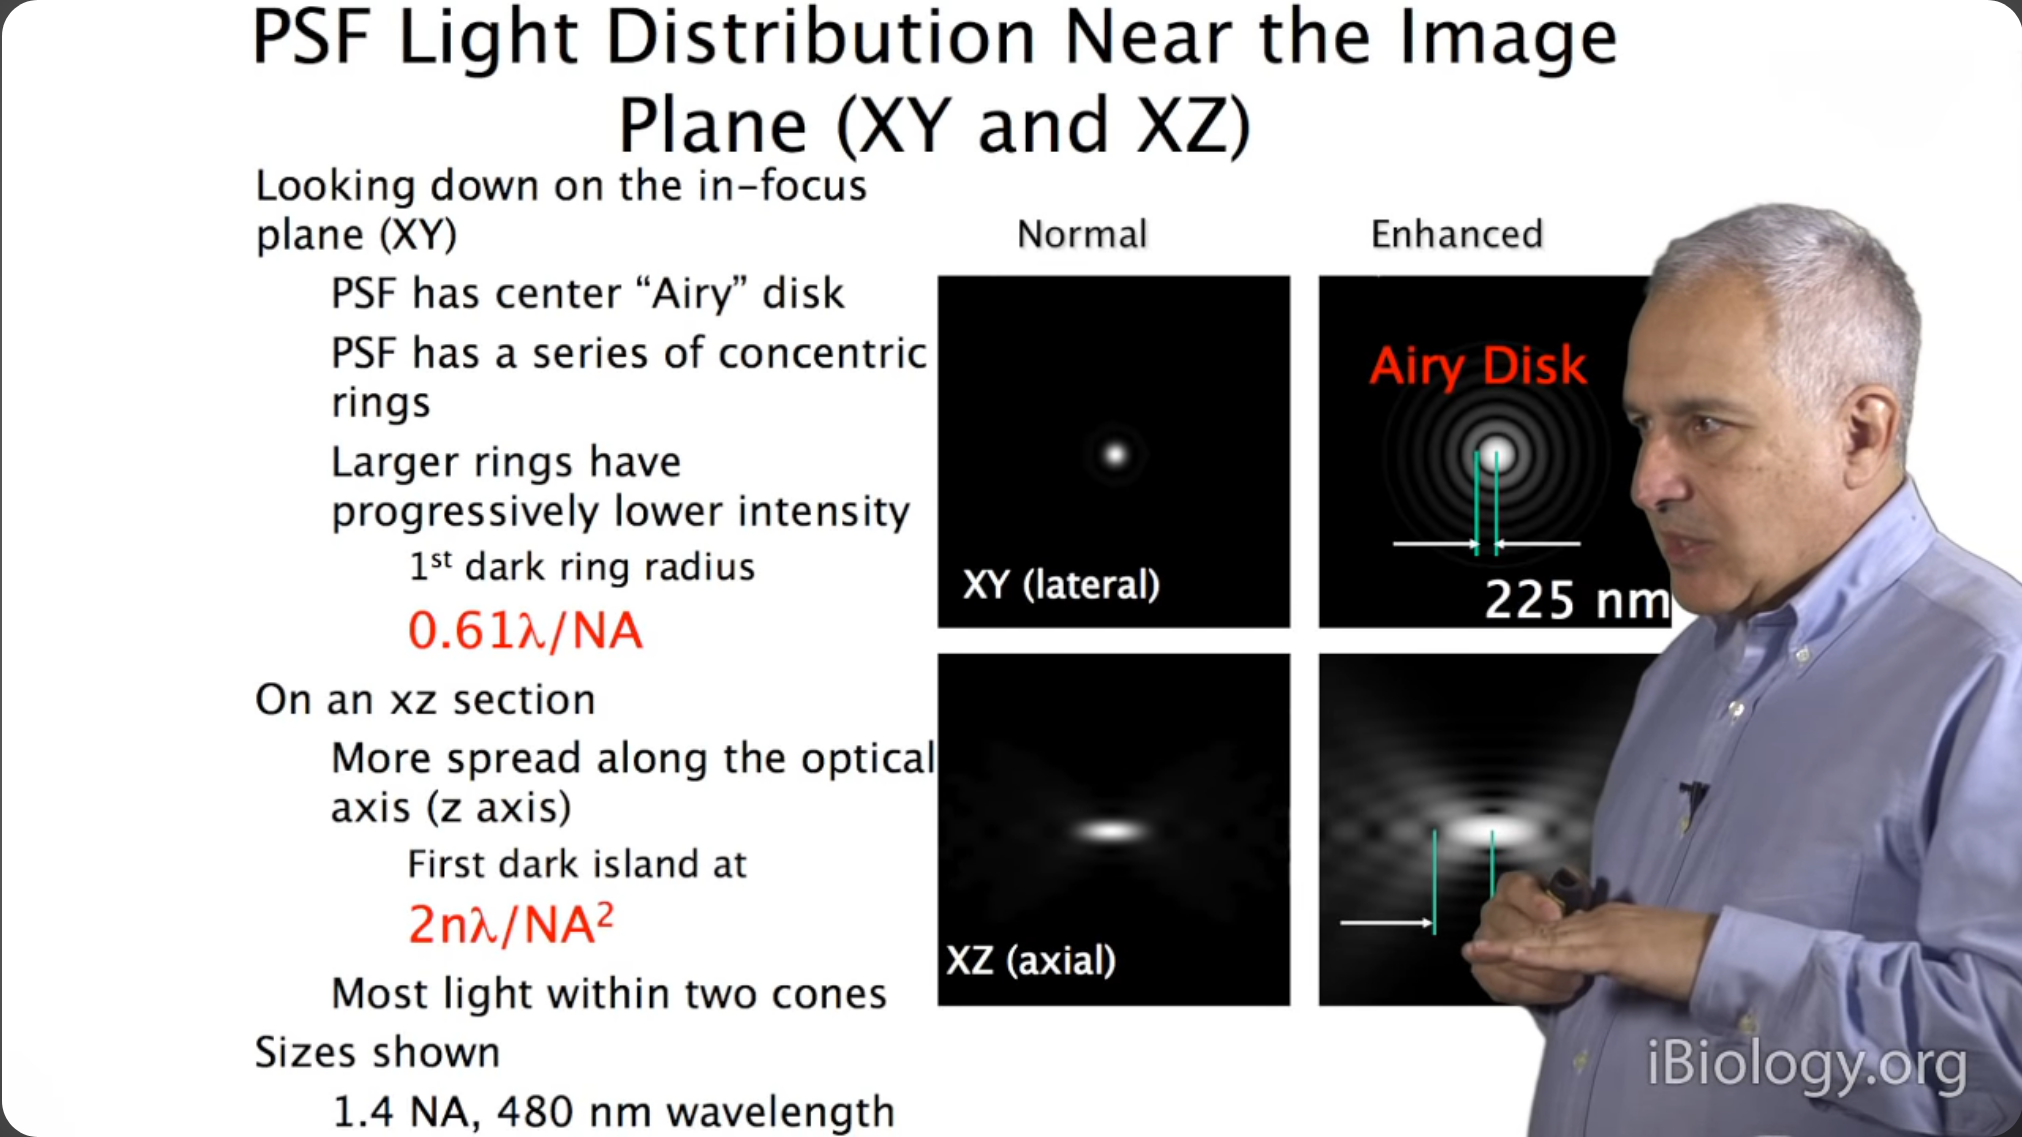 PSF Light Distribution Near the Image
Plane (XY and XZ)
Looking down on the in-focus
plane (XY)
PSF has center “Airy” disk
PSF has a series of concentric
rings
Larger rings have
progressively lower intensity
1st dark ring radius
0.61λ/NA
On an xz section
More spread along the optical
axis (z axis)
First dark island at
2nλ/NA²
Most light within two cones
Sizes shown
1.4 NA, 480 nm wavelength
Normal
Enhanced
Airy Disk
XY (lateral)
225 nm
XZ (axial)
iBiology.org